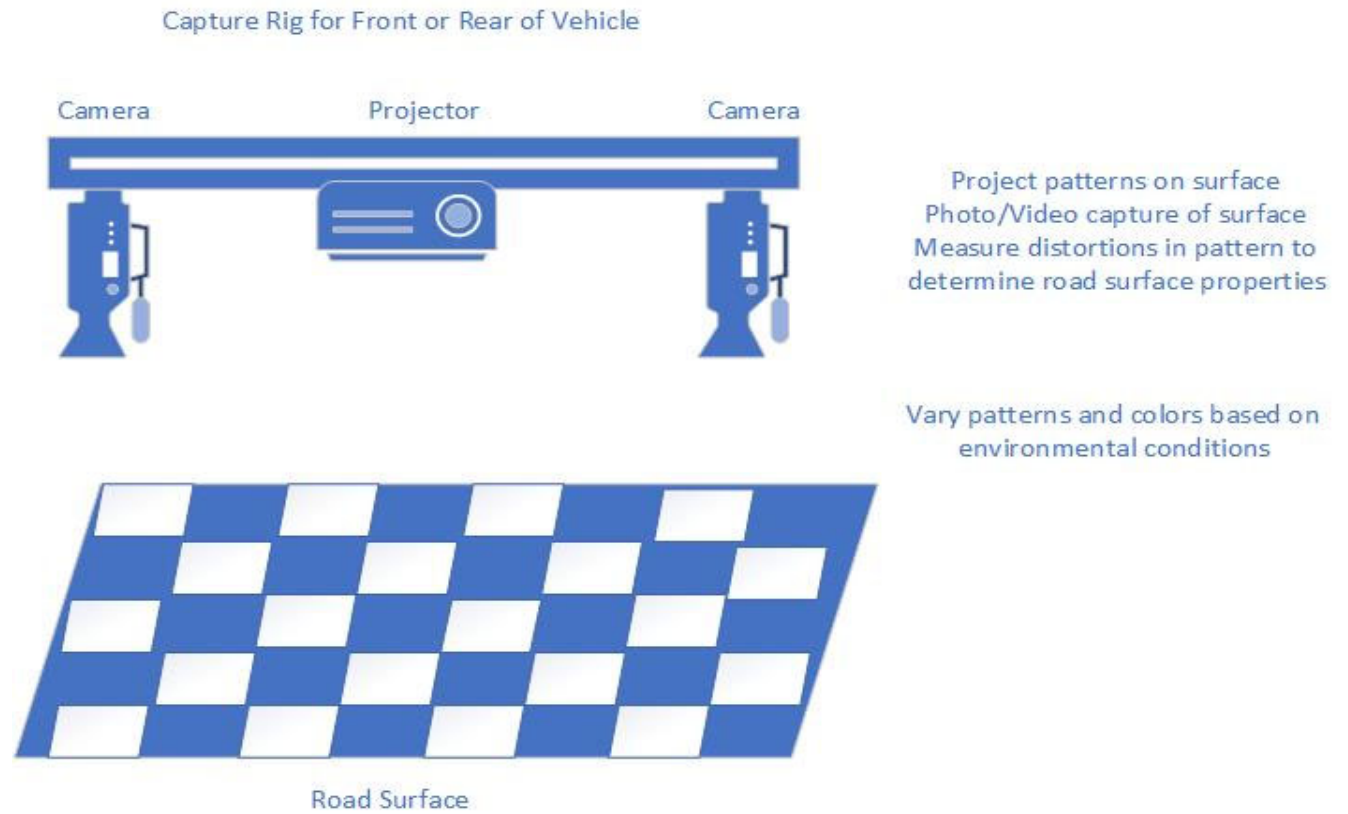 Capture Rig for Front or Rear of Vehicle
Camera
Projector
Camera
Project patterns on surface
Photo/Video capture of surface
Measure distortions in pattern to
determine road surface properties
Vary patterns and colors based on
environmental conditions
Road Surface